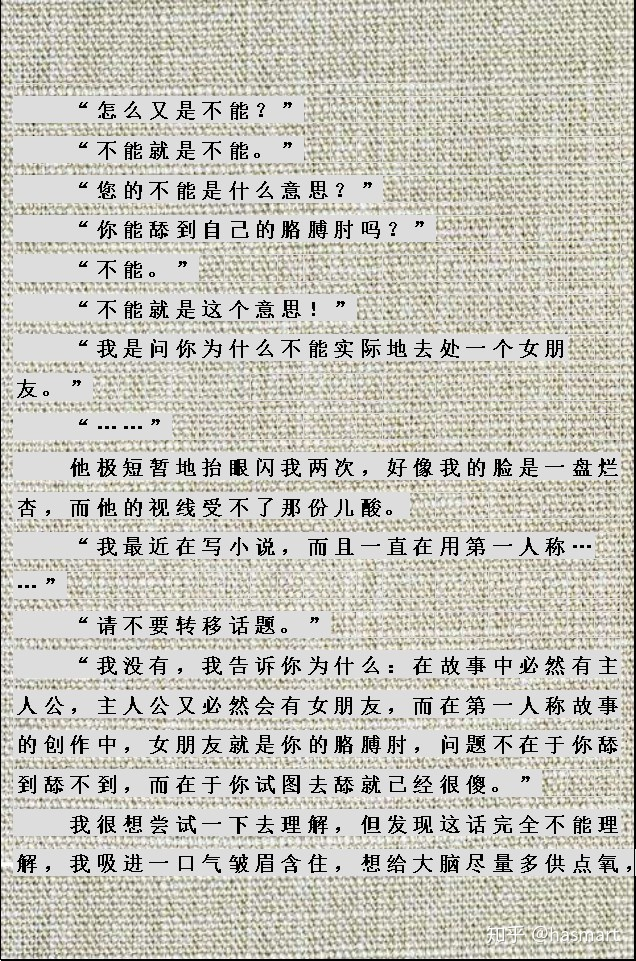 “怎么又是不能？”
“不能就是不能。”
“您的不能是什么意思？”
“你能舔到自己的胳膊肘吗？”
“不能。”
“不能就是这个意思！”
“我是问你为什么不能实际地去处一个女朋
友。”
“……”
他极短暂地抬眼闪我两次，好像我的脸是一盘烂
杏，而他的视线受不了那份儿酸。
“我最近在写小说，而且一直在用第一人称…
…”
“请不要转移话题。”
“我没有，我告诉你为什么：在故事中必然有主
人公，主人公又必然会有女朋友，而在第一人称故事
的创作中，女朋友就是你的胳膊肘，问题不在于你舔
到舔不到，而在于你试图去舔就已经很傻。”
我很想尝试一下去理解，但发现这话完全不能理
解，我吸进一口气皱眉含住，想给大脑尽量多供点氧，
知乎 @hasmart